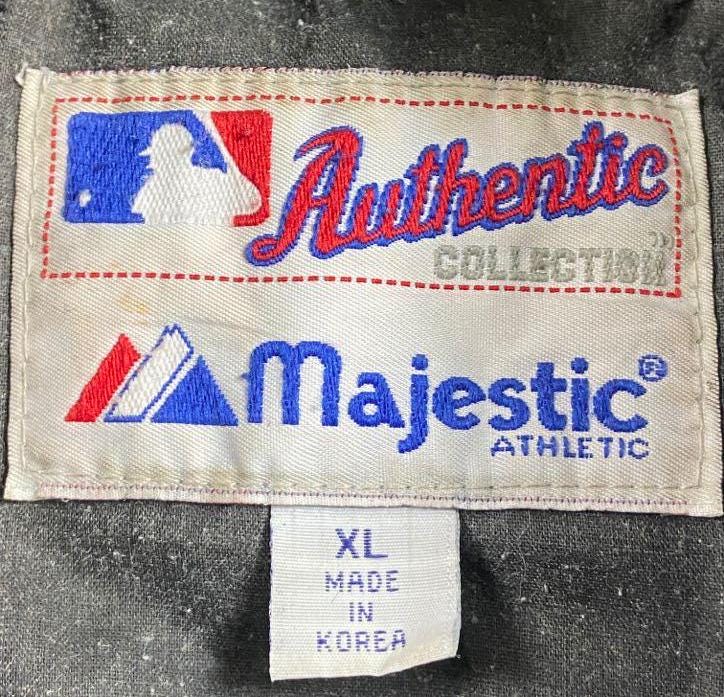 Authentic
COLLECTION
Majestic®
ATHLETIC
XL
MADE
IN
KOREA